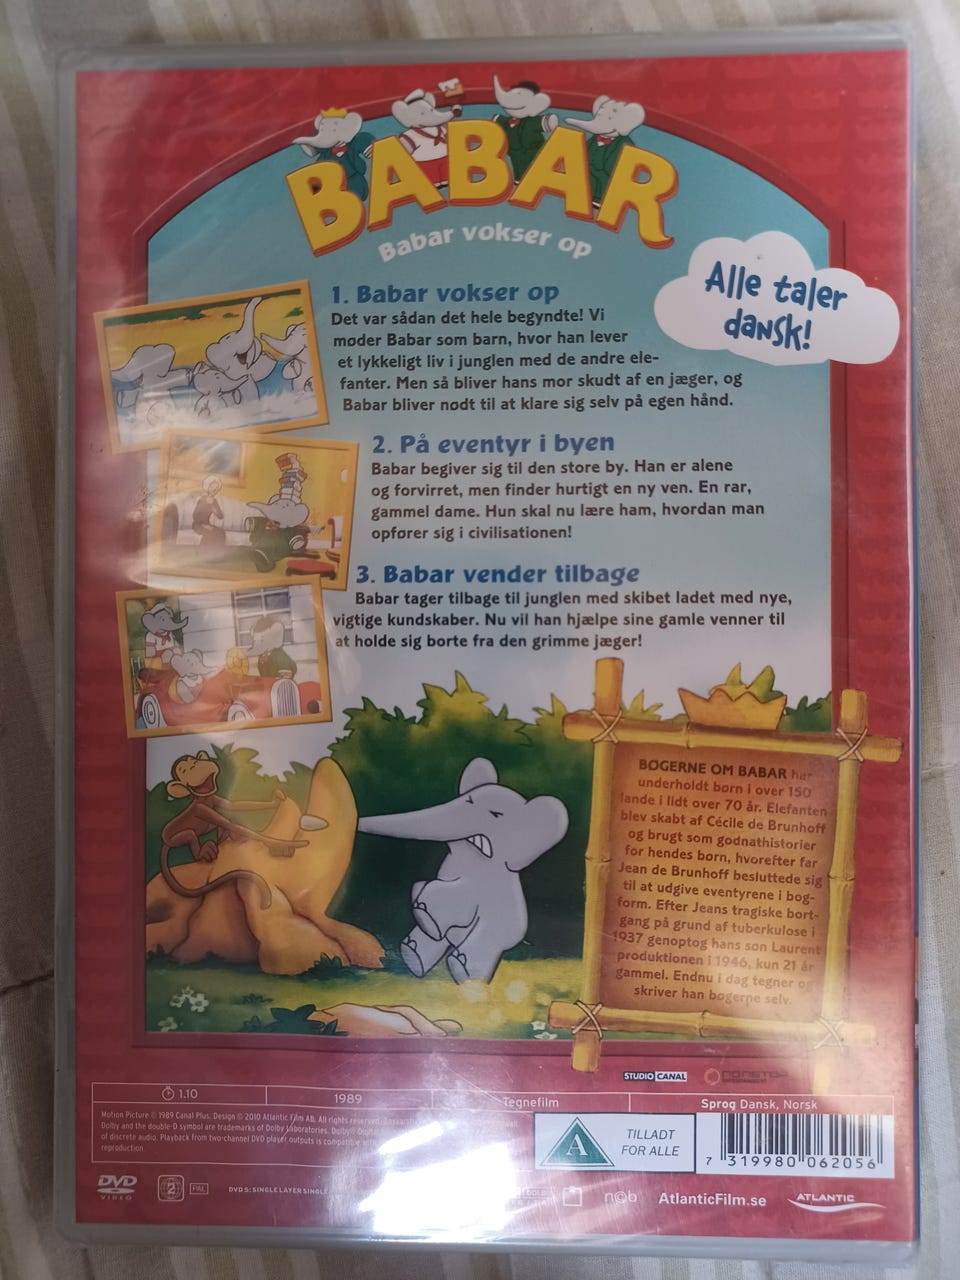 BABAR
Babar vokser op
Alle taler
dansk!
1. Babar vokser op
Det var sådan det hele begyndte! Vi
møder Babar som barn, hvor han lever
et lykkeligt liv i junglen med de andre ele-
fanter. Men så bliver hans mor skudt af en jæger, og
Babar bliver nødt til at klare sig selv på egen hånd.
2. På eventyr i byen
Babar begiver sig til den store by. Han er alene
og forvirret, men finder hurtigt en ny ven. En rar,
gammel dame. Hun skal nu lære ham, hvordan man
opfører sig i civilisationen!
3. Babar vender tilbage
Babar tager tilbage til junglen med skibet ladet med nye,
vigtige kundskaber. Nu vil han hjælpe sine gamle venner til
at holde sig borte fra den grimme jæger!
BØGERNE OM BABAR har
underholdt børn i over 150
lande i lidt over 70 år. Elefanten
blev skabt af Cécile de Brunhoff
og brugt som godnathistorier
for hendes børn, hvorefter far
Jean de Brunhoff besluttede sig
til at udgive eventyrene i bog-
form. Efter Jeans tragiske bort-
gang på grund af tuberkulose i
1937 genoptog hans son Laurent
produktionen i 1946, kun 21 år
gammel. Endnu i dag tegner og
skriver han bøgerne selv.
STUDIO CANAL
NONSTOP
ENTERTAINMENT
1.10
1989
Tegnefilm
Sprog Dansk, Norsk
Motion Picture © 1989 Canal Plus. Design © 2010 Atlantic Film AB. All rights reserved.
Dolby and the double-D symbol are trademarks of Dolby Laboratories.
of discrete audio. Playback from two-channel DVD player outputs is compatible
reproduction.
A
TILLADT
FOR ALLE
7 319980 062056
DVD
VIDEO
2
PAL
DVD 5: SINGLE LAYER SINGLE
ncb
AtlanticFilm.se
ATLANTIC